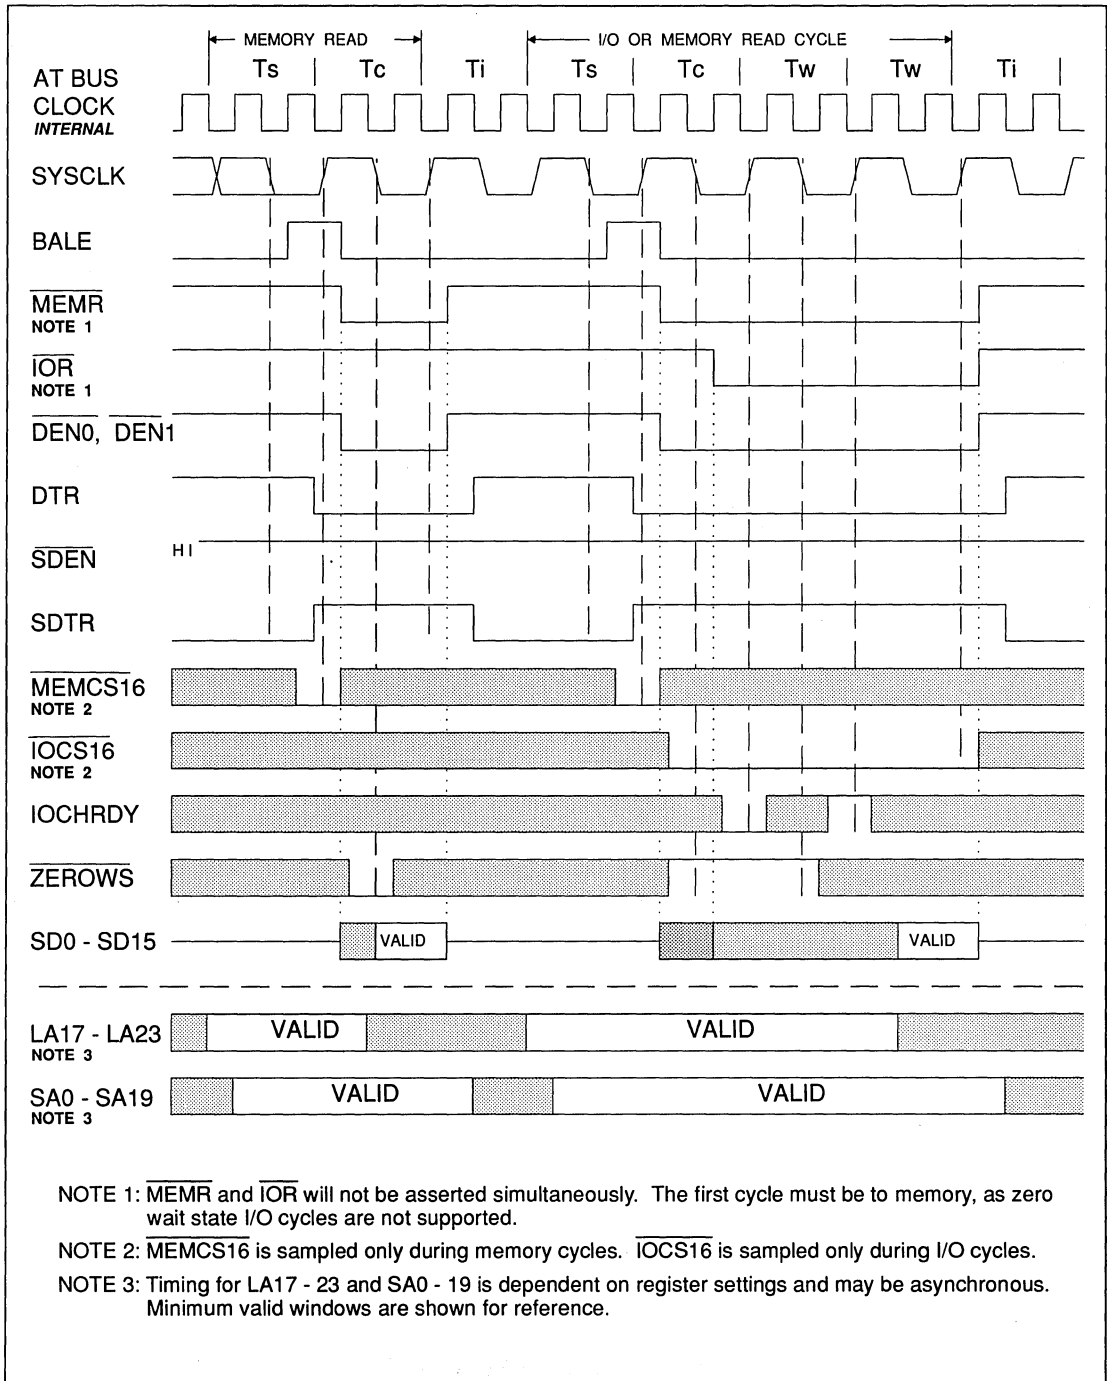 MEMORY READ I/O OR MEMORY READ CYCLE
Ts Tc Ti Ts Tc Tw Tw Ti
AT BUS
CLOCK
INTERNAL
SYSCLK
BALE
MEMR
NOTE 1
IOR
NOTE 1
DEN0, DEN1
DTR
HI
SDEN
SDTR
MEMCS16
NOTE 2
IOCS16
NOTE 2
IOCHRDY
ZEROWS
SD0 - SD15 VALID VALID
LA17 - LA23 VALID VALID
NOTE 3
SA0 - SA19 VALID VALID
NOTE 3
NOTE 1: MEMR and IOR will not be asserted simultaneously. The first cycle must be to memory, as zero
wait state I/O cycles are not supported.
NOTE 2: MEMCS16 is sampled only during memory cycles. IOCS16 is sampled only during I/O cycles.
NOTE 3: Timing for LA17 - 23 and SA0 - 19 is dependent on register settings and may be asynchronous.
Minimum valid windows are shown for reference.